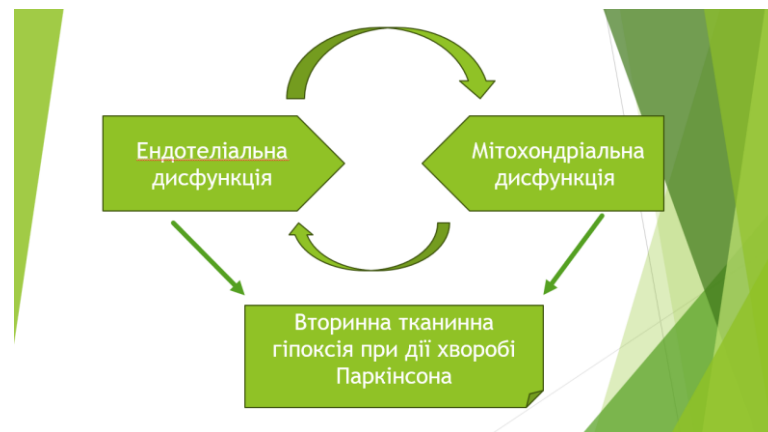 Ендотеліальна
дисфункція
Мітохондріальна
дисфункція
Вторинна тканинна
гіпоксія при дії хворобі
Паркінсона